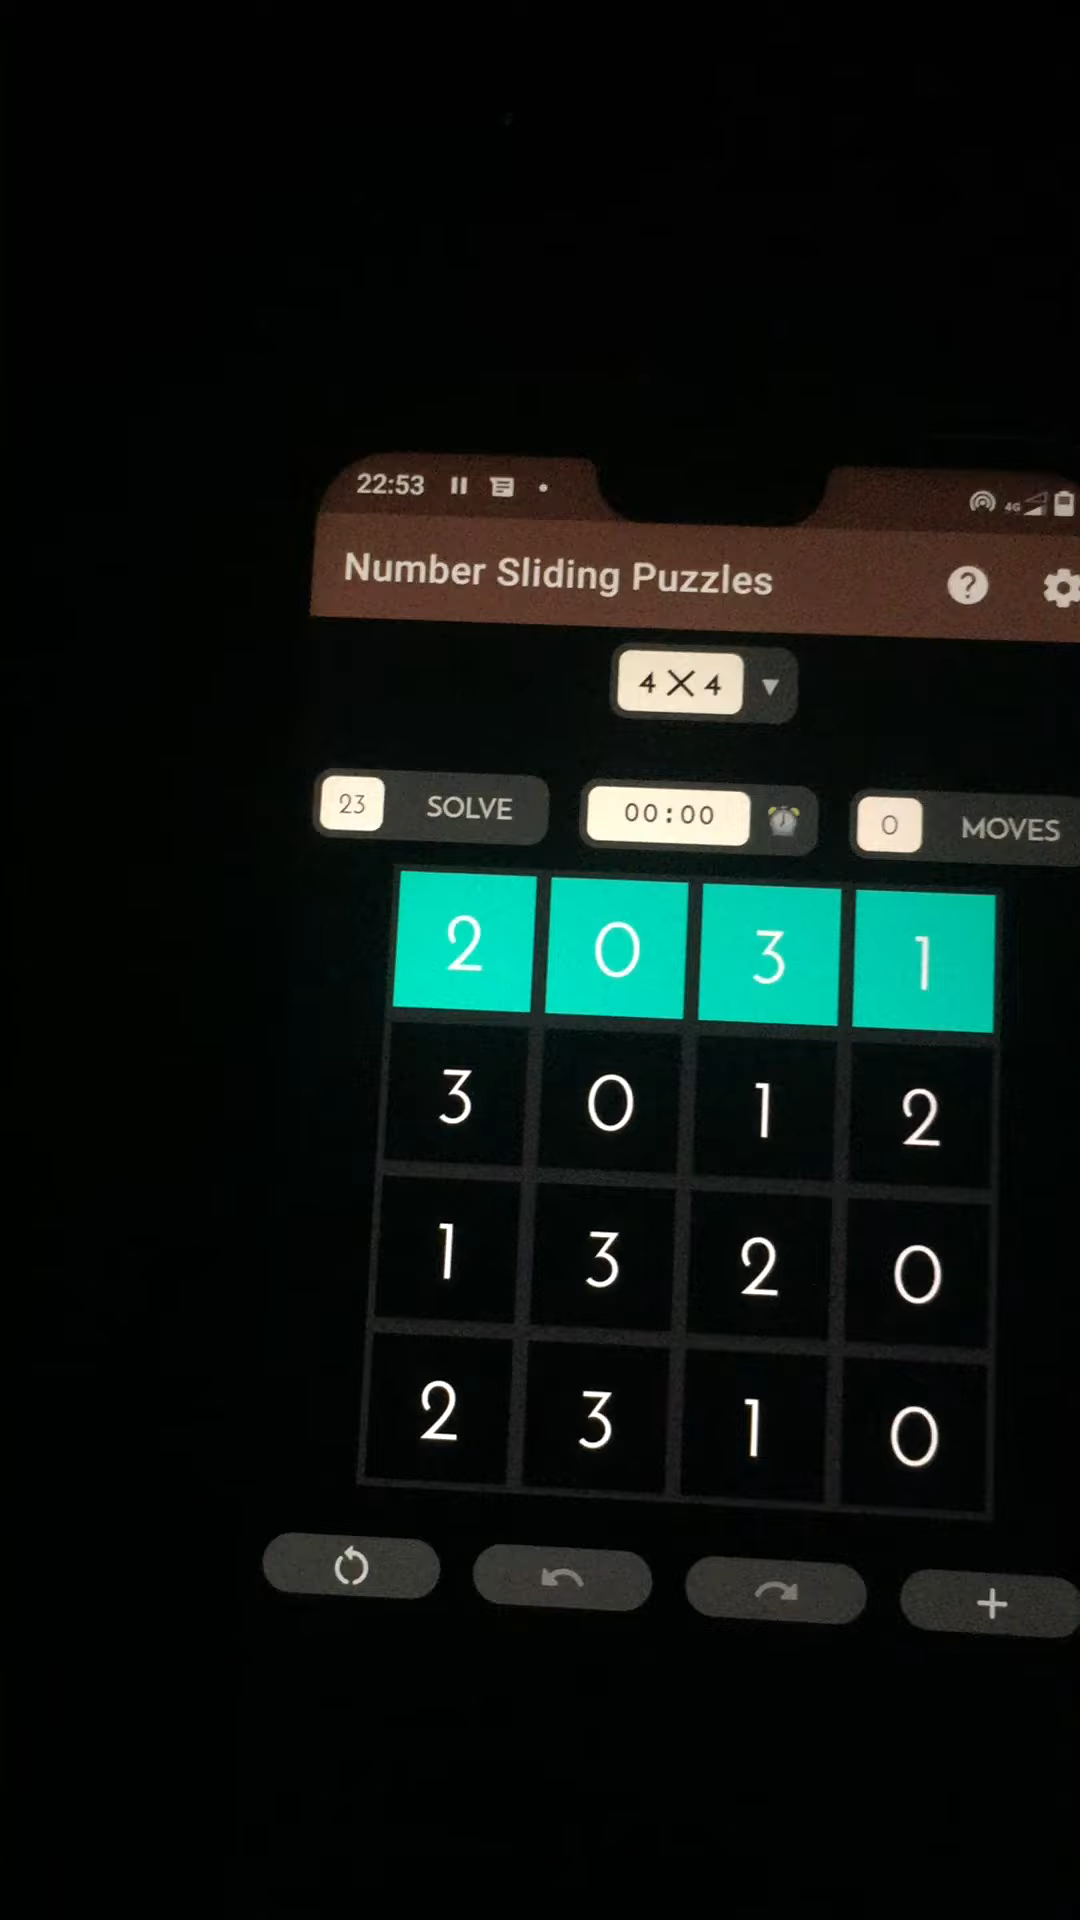 22:53 4G
Number Sliding Puzzles ?
4 X 4 ▼
23 SOLVE 00:00 0 MOVES
2 0 3 1
3 0 1 2
1 3 2 0
2 3 1 0
+